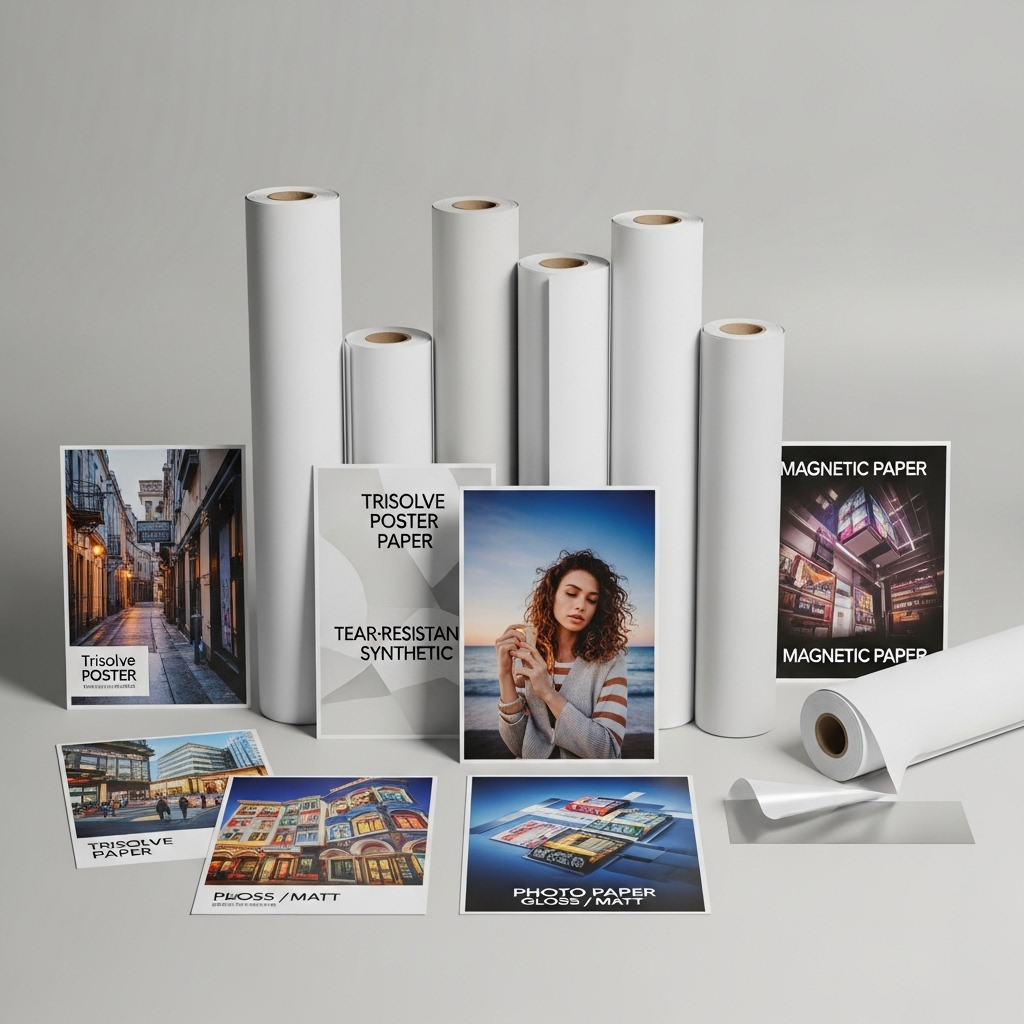 MAGNETIC PAPER
TRISOLVE
POSTER
PAPER
TEAR-RESISTAN
SYNTHETIC
Trisolve
POSTER
MAGNETIC PAPER
TRISOLVE
PAPER
PLOSS / MATT
PHOTO PAPER
GLOSS / MATT